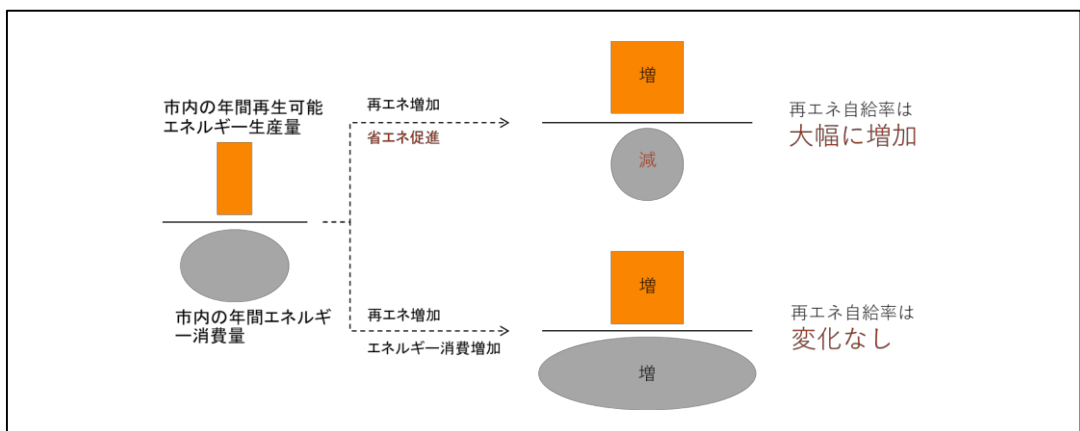 市内の年間再生可能
エネルギー生産量
市内の年間エネルギ
ー消費量
再エネ増加
省エネ促進
増
減
再エネ自給率は
大幅に増加
再エネ増加
エネルギー消費増加
増
増
再エネ自給率は
変化なし